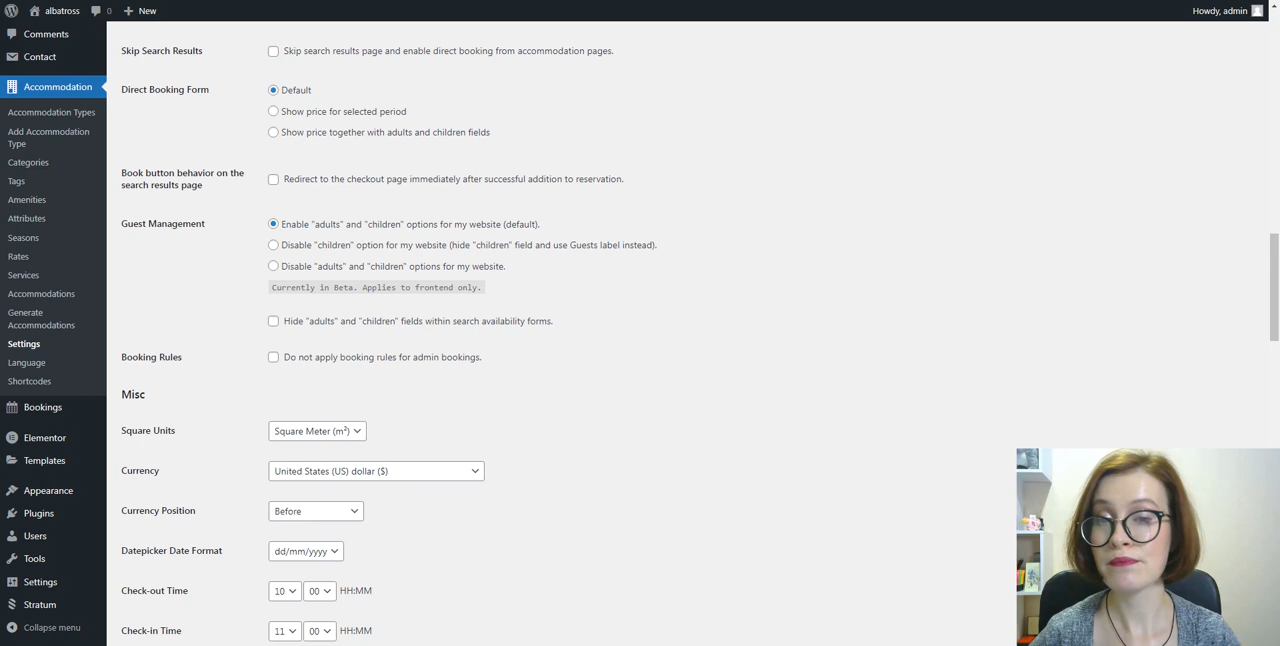 albatross
0
New
Howdy, admin
Comments
Contact
Accommodation
Accommodation Types
Add Accommodation
Type
Categories
Tags
Amenities
Attributes
Seasons
Rates
Services
Accommodations
Generate
Accommodations
Settings
Language
Shortcodes
Bookings
Elementor
Templates
Appearance
Plugins
Users
Tools
Settings
Stratum
Collapse menu
Skip Search Results
Skip search results page and enable direct booking from accommodation pages.
Direct Booking Form
Default
Show price for selected period
Show price together with adults and children fields
Book button behavior on the
search results page
Redirect to the checkout page immediately after successful addition to reservation.
Guest Management
Enable "adults" and "children" options for my website (default).
Disable "children" option for my website (hide "children" field and use Guests label instead).
Disable "adults" and "children" options for my website.
Currently in Beta. Applies to frontend only.
Hide "adults" and "children" fields within search availability forms.
Booking Rules
Do not apply booking rules for admin bookings.
Misc
Square Units
Square Meter (m²)
Currency
United States (US) dollar ($)
Currency Position
Before
Datepicker Date Format
dd/mm/yyyy
Check-out Time
10 00 HH:MM
Check-in Time
11 00 HH:MM